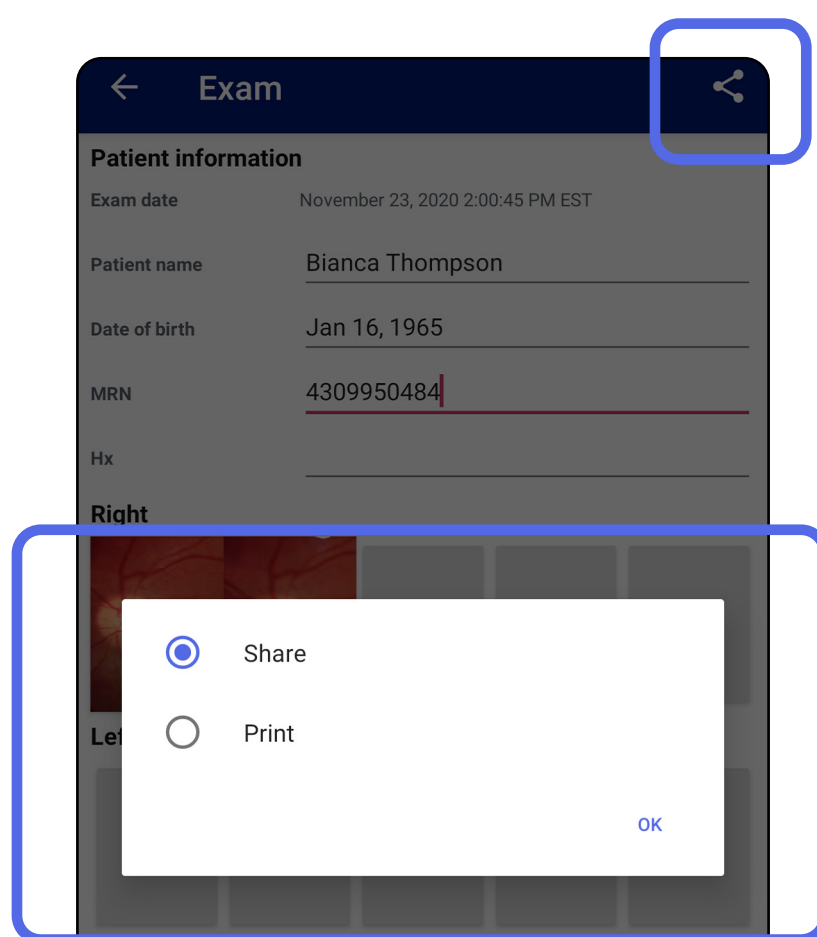 Exam
Patient information
Exam date November 23, 2020 2:00:45 PM EST
Patient name Bianca Thompson
Date of birth Jan 16, 1965
MRN 4309950484
Hx
Right
Share
Print
OK